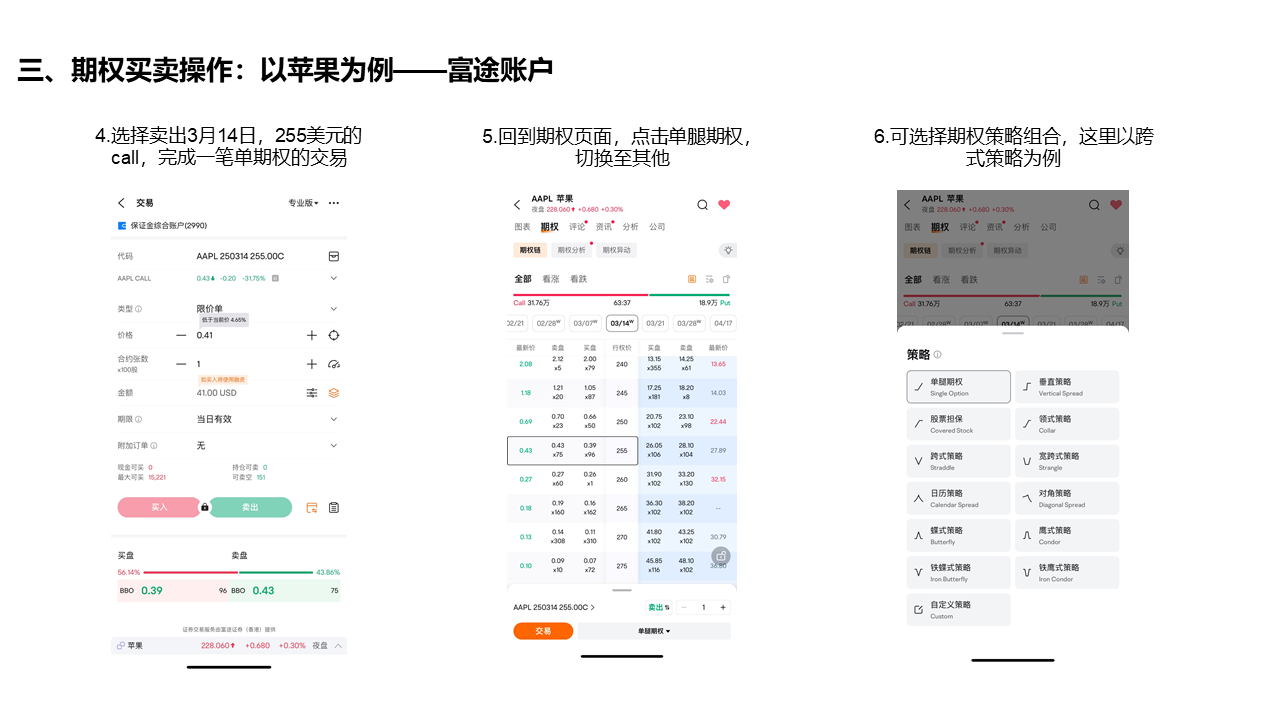 三、期权买卖操作：以苹果为例——富途账户
4.选择卖出3月14日，255美元的
call，完成一笔单期权的交易
交易
专业版
保证金综合账户(2990)
代码 AAPL 250314 255.00C
AAPL CALL 0.43 -0.20 -31.75%
类型 限价单
低于当前价 4.65%
价格 0.41
合约张数 1
x100股
如买入将使用融资
金额 41.00 USD
期限 当日有效
附加订单 无
现金可买 0 持仓可卖 0
最大可买 15,221 可卖空 151
买入 卖出
买盘 卖盘
56.14% 43.86%
BBO 0.39 96 BBO 0.43 75
证券交易服务由富途证券（香港）提供
苹果 228.060 +0.680 +0.30% 夜盘
5.回到期权页面，点击单腿期权，
切换至其他
AAPL 苹果
夜盘 228.060 +0.680 +0.30%
图表 期权 评论 资讯 分析 公司
期权链 期权分析 期权异动
全部 看涨 看跌
Call 31.76万 63:37 18.9万 Put
02/21 02/28W 03/07W 03/14W 03/21 03/28W 04/17
最新价 卖盘 买盘 行权价 买盘 卖盘 最新价
2.08 2.12 2.00 240 13.15 14.25 13.65
x5 x79 x355 x61
1.18 1.21 1.05 245 17.25 18.20 14.03
x20 x87 x181 x8
0.69 0.70 0.66 250 20.75 23.10 22.44
x23 x50 x102 x98
0.43 0.43 0.39 255 26.05 28.10 27.89
x75 x96 x106 x104
0.27 0.27 0.26 260 31.90 33.20 32.15
x60 x1 x102 x130
0.18 0.19 0.16 265 36.30 38.20 --
x160 x162 x102 x102
0.13 0.14 0.11 270 41.80 43.25 30.79
x308 x310 x102 x102
0.10 0.09 0.07 275 45.85 48.10 36.80
x10 x72 x116 x102
AAPL 250314 255.00C 卖出 1
交易 单腿期权
6.可选择期权策略组合，这里以跨
式策略为例
AAPL 苹果
夜盘 228.060 +0.680 +0.30%
图表 期权 评论 资讯 分析 公司
期权链 期权分析 期权异动
全部 看涨 看跌
Call 31.76万 63:37 18.9万 Put
02/21 02/28W 03/07W 03/14W 03/21 03/28W 04/17
策略
单腿期权 垂直策略
Single Option Vertical Spread
股票担保 领式策略
Covered Stock Collar
跨式策略 宽跨式策略
Straddle Strangle
日历策略 对角策略
Calendar Spread Diagonal Spread
蝶式策略 鹰式策略
Butterfly Condor
铁蝶式策略 铁鹰式策略
Iron Butterfly Iron Condor
自定义策略
Custom